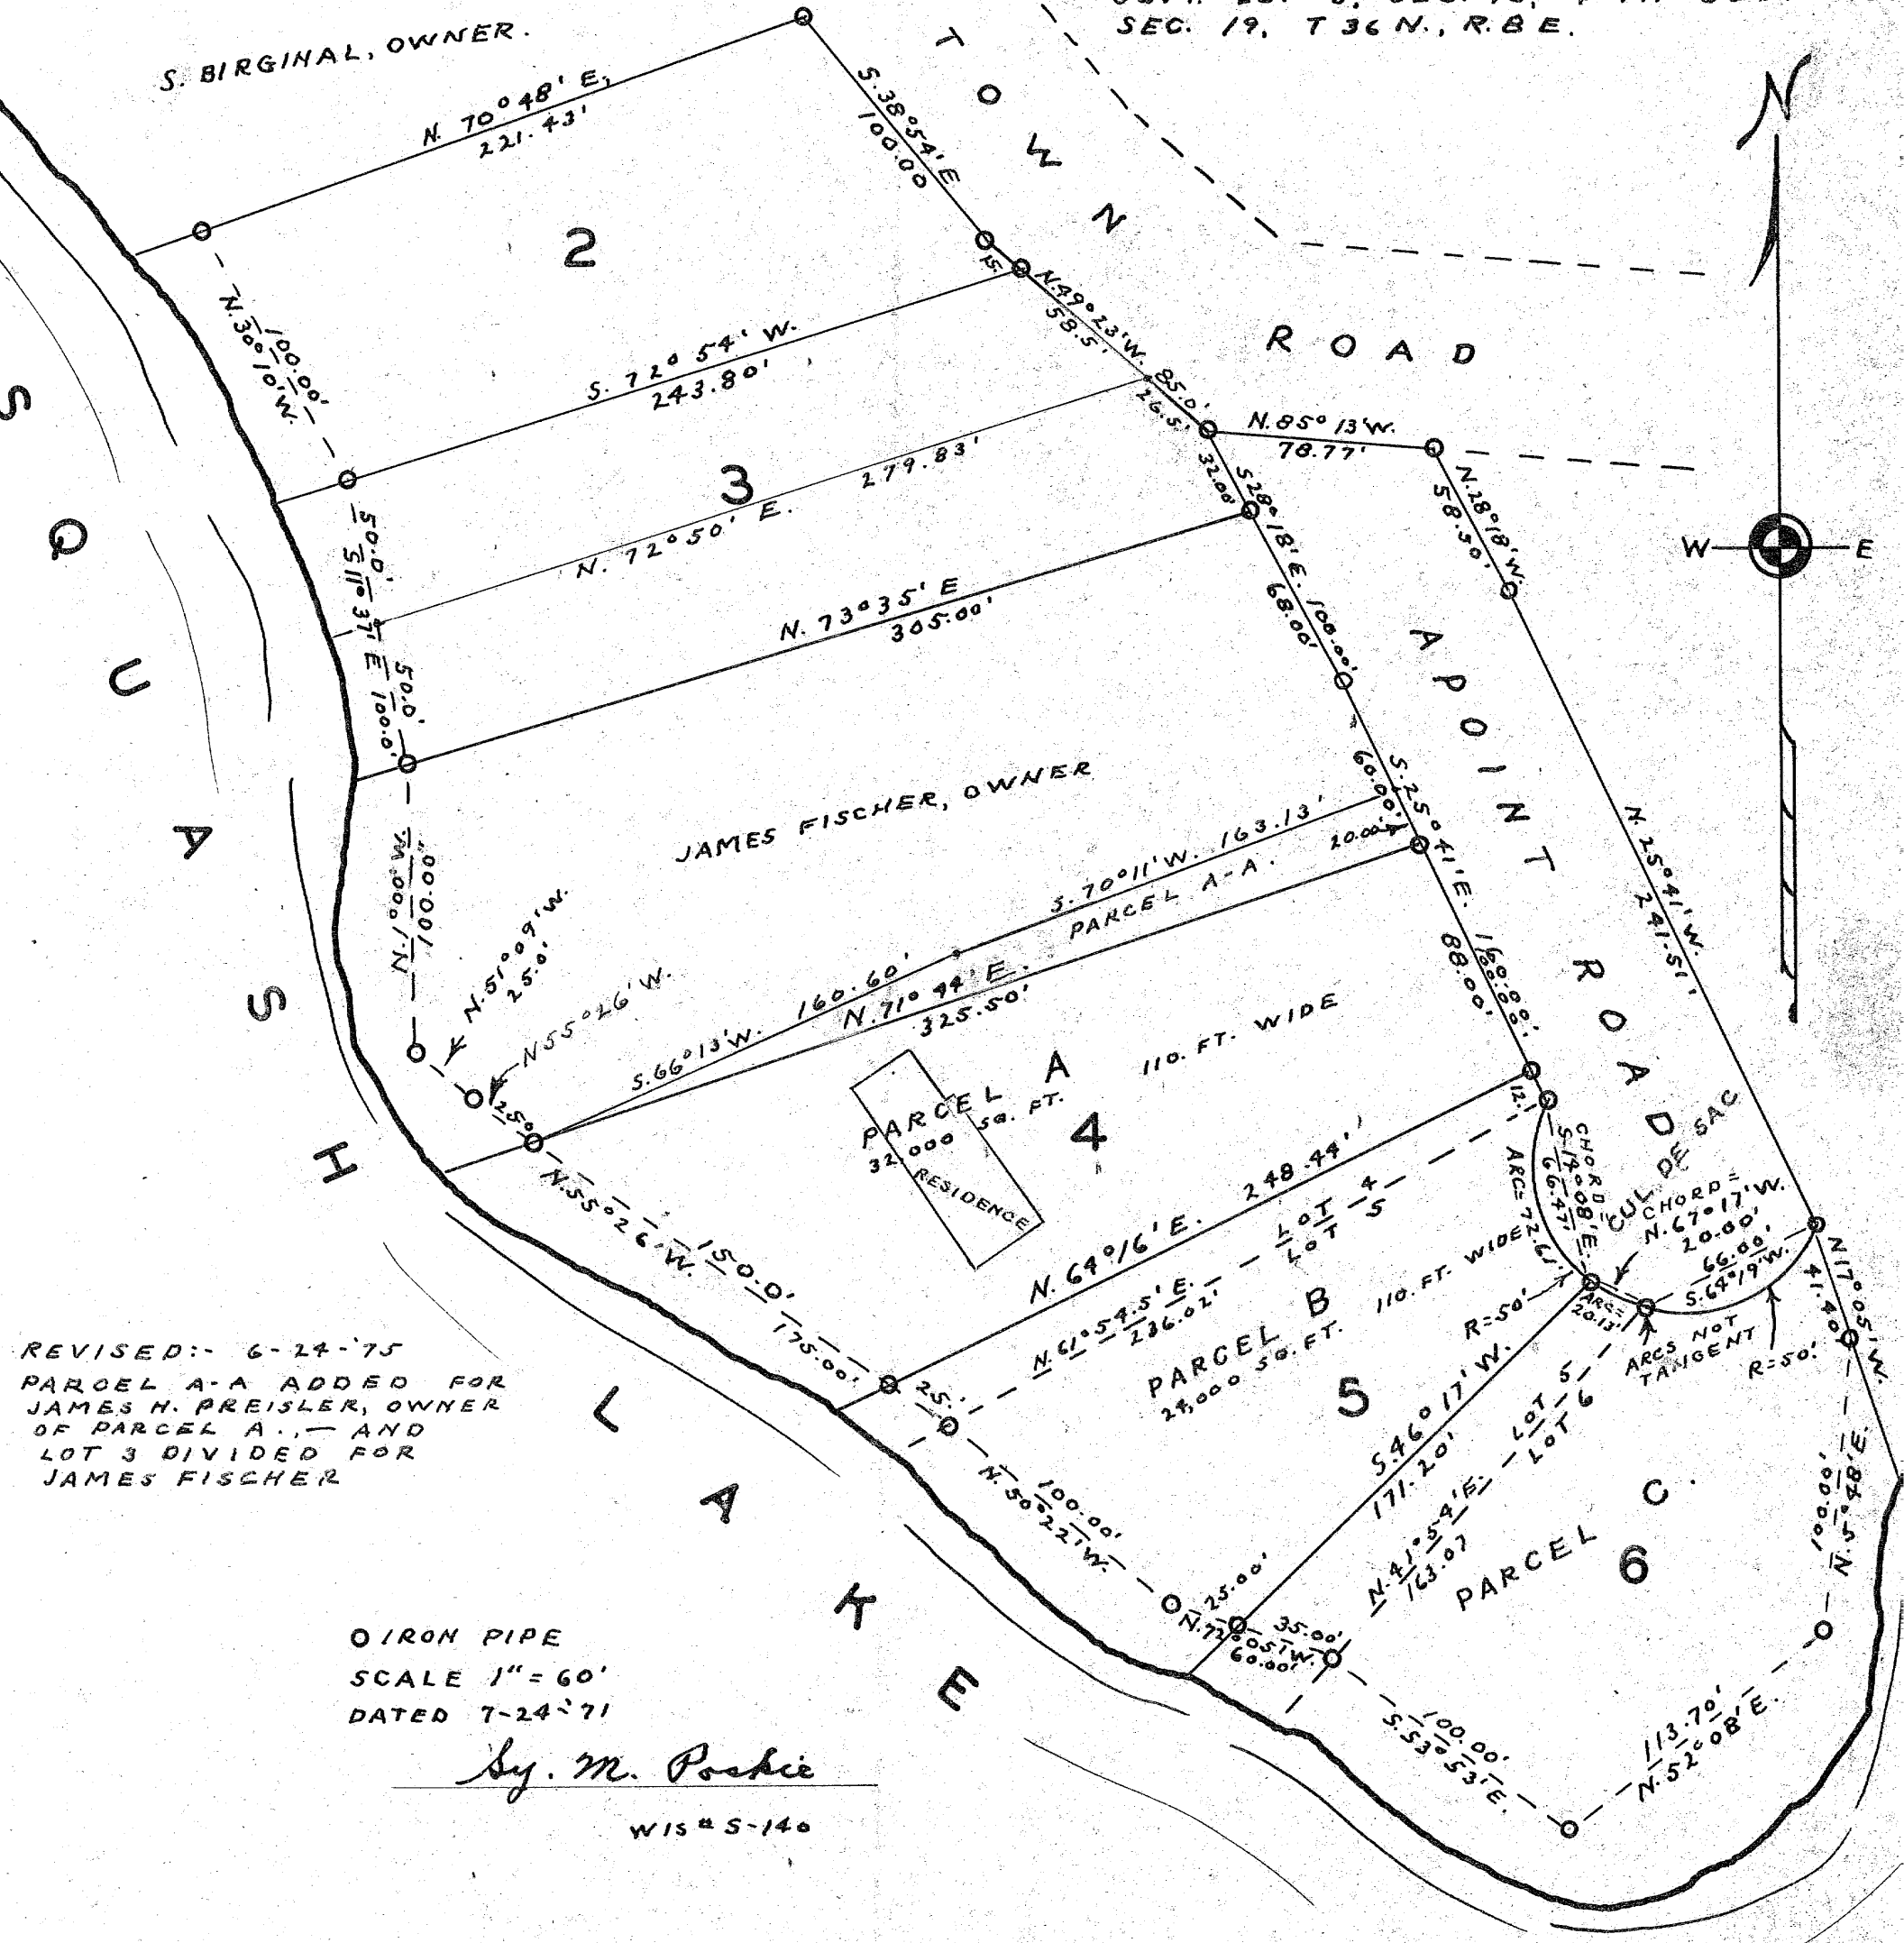 SEC. 19, T 36 N., R. 8 E.
S. BIRGINAL, OWNER.
N. 70° 48' E.
221.43'
S. 38° 54' E
100.00
TOWN
ROAD
N
W
E
2
15.
N. 49° 23' W.
58.5'
85.0'
26.5'
N. 30° 10' W.
100.00'
S. 72° 54' W.
243.80'
3
N. 72° 50' E.
279.83'
N. 85° 13' W.
78.77'
32.00'
S 28° 18' E. 100.00'
68.00'
N. 28° 18' W.
58.50'
50.0'
S 11° 37' E 100.0'
50.0'
N. 73° 35' E
305.00'
APOINT ROAD
JAMES FISCHER, OWNER
60.00'
S. 25° 41' E. 160.00'
20.00'
88.00'
N. 25° 41' W.
241.51'
S. 70° 11' W. 163.13'
PARCEL A-A.
100.00'
N. 1° 00' W.
N. 51° 09' W.
25.0'
N 55° 26' W.
25.0
S. 66° 13' W. 160.60'
N. 71° 44' E.
325.50'
PARCEL A
110. FT. WIDE
32,000 SQ. FT.
4
RESIDENCE
12.
248.44'
N. 64° 16' E.
LOT 4
LOT 5
N. 61° 54.5' E.
236.02'
CHORD=
S 14° 08' E.
66.47'
ARC= 72.61'
CUL DE SAC
CHORD=
N. 67° 17' W.
20.00'
66.00'
S. 64° 19' W.
ARC=
20.13'
R=50'
ARCS NOT
TANGENT
R=50'
N 17° 05' W.
41.40'
N. 55° 26' W.
150.0'
175.00'
25.'
PARCEL B
110. FT. WIDE
24,000 SQ. FT.
5
S. 46° 17' W.
171.20'
LOT 5
LOT 6
N. 41° 54' E.
163.07
N. 50° 22' W.
100.00'
25.00'
N. 72° 05' W.
35.00'
60.00'
PARCEL C.
6
100.00'
N. 5° 48' E.
100.00'
S. 53° 53' E.
113.70'
N. 52° 08' E.
SQUASH LAKE
REVISED:- 6-24-'75
PARCEL A-A ADDED FOR
JAMES H. PREISLER, OWNER
OF PARCEL A., — AND
LOT 3 DIVIDED FOR
JAMES FISCHER
O IRON PIPE
SCALE 1" = 60'
DATED 7-24-'71
Sy. M. Poskie
WIS # S-140